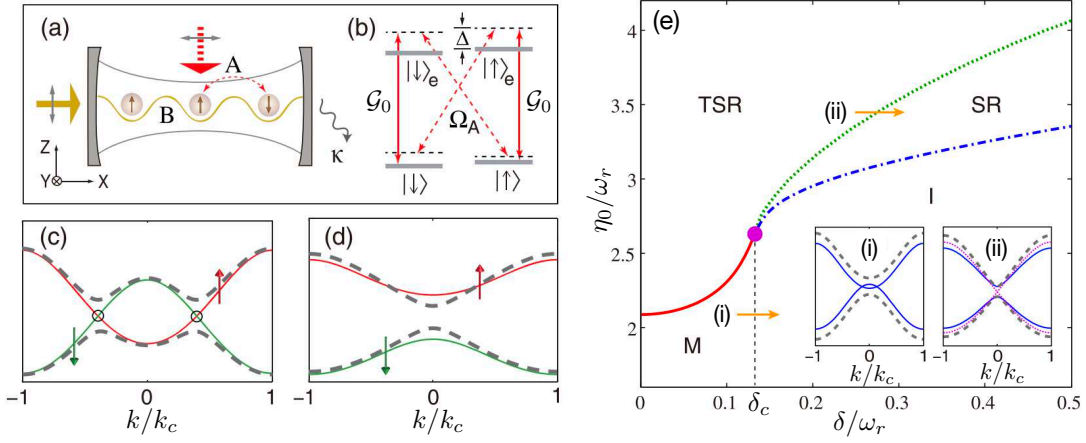 (a)
A
B
κ
Z
Y X
(b)
Δ
|↓⟩e |↑⟩e
𝒢0 ΩA 𝒢0
|↓⟩ |↑⟩
(c)
−1 0 1
k/kc
(d)
−1 0 1
k/kc
(e)
η0/ωr
4
3.5
3
2.5
2
TSR
(ii)
SR
I
(i)
M
(i)
−1 0 1
k/kc
(ii)
−1 0 1
k/kc
0 0.1 δc 0.2 0.3 0.4 0.5
δ/ωr